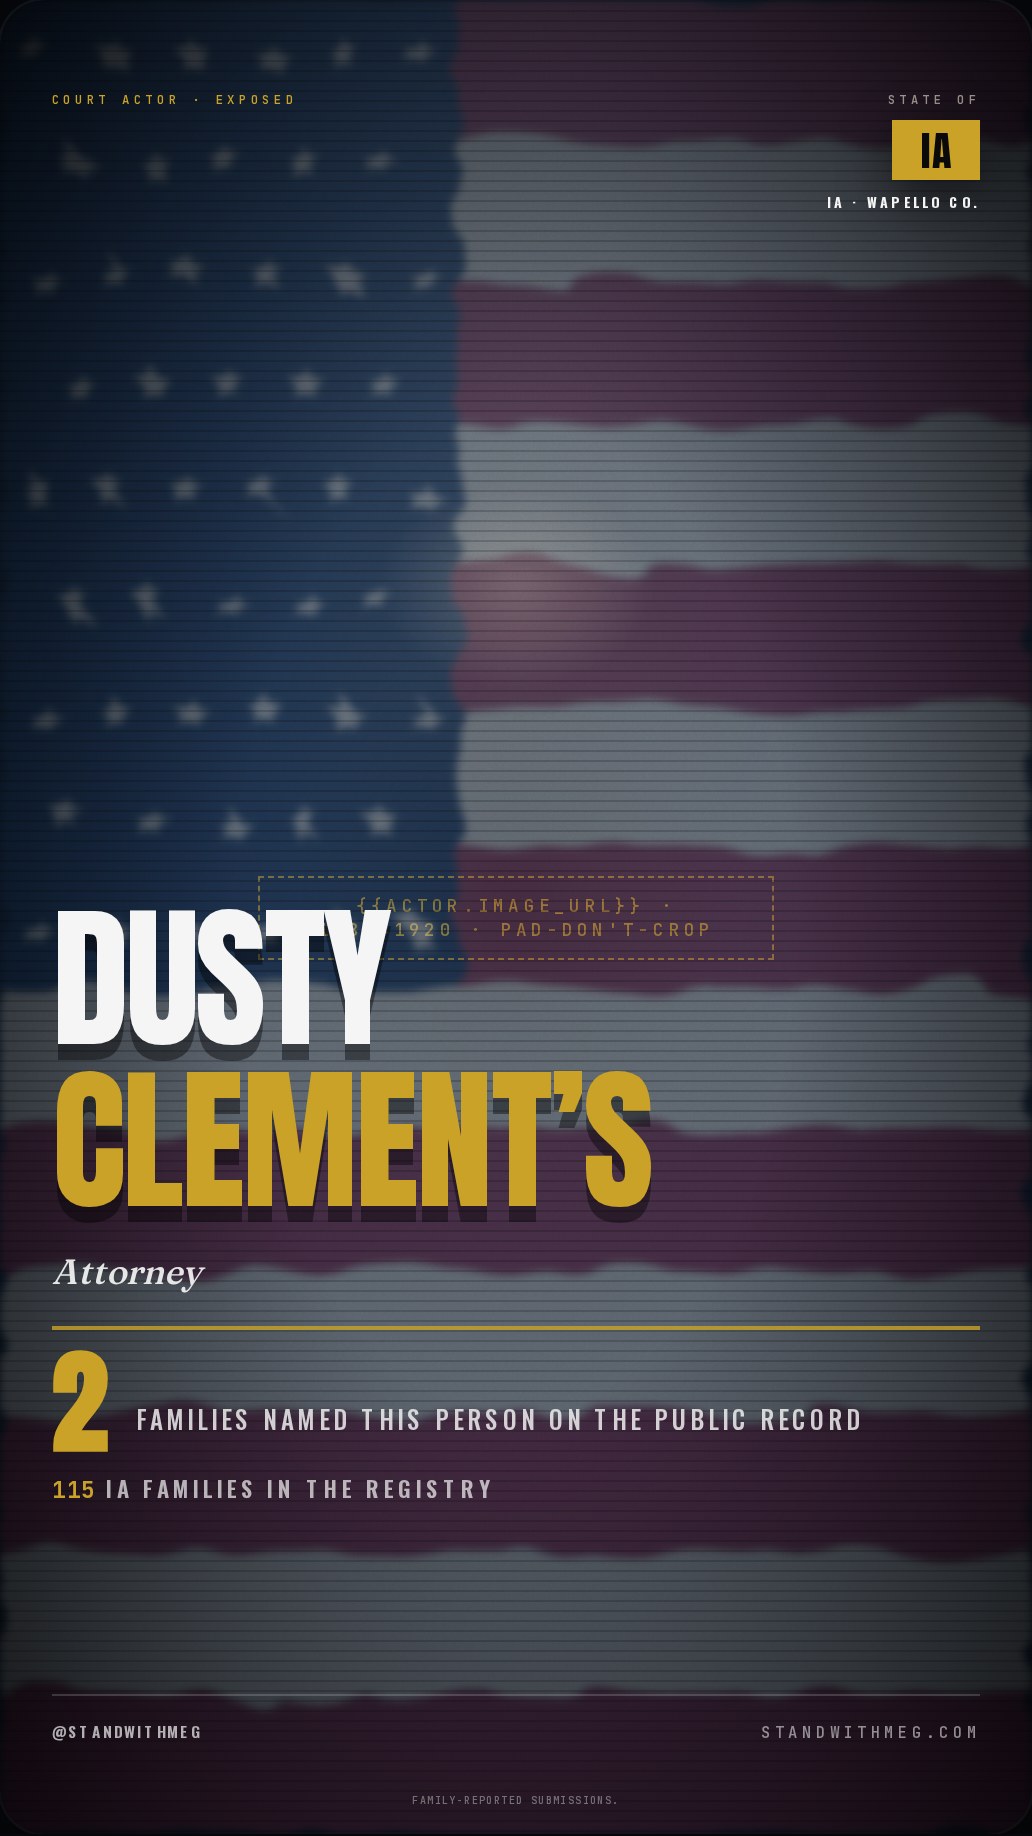 COURT ACTOR · EXPOSED
STATE OF
IA
IA · WAPELLO CO.
{{ACTOR.IMAGE_URL}} ·
1920 · PAD-DON'T-CROP
DUSTY
CLEMENT’S
Attorney
2 FAMILIES NAMED THIS PERSON ON THE PUBLIC RECORD
115 IA FAMILIES IN THE REGISTRY
@STANDWITHMEG
STANDWITHMEG.COM
FAMILY-REPORTED SUBMISSIONS.